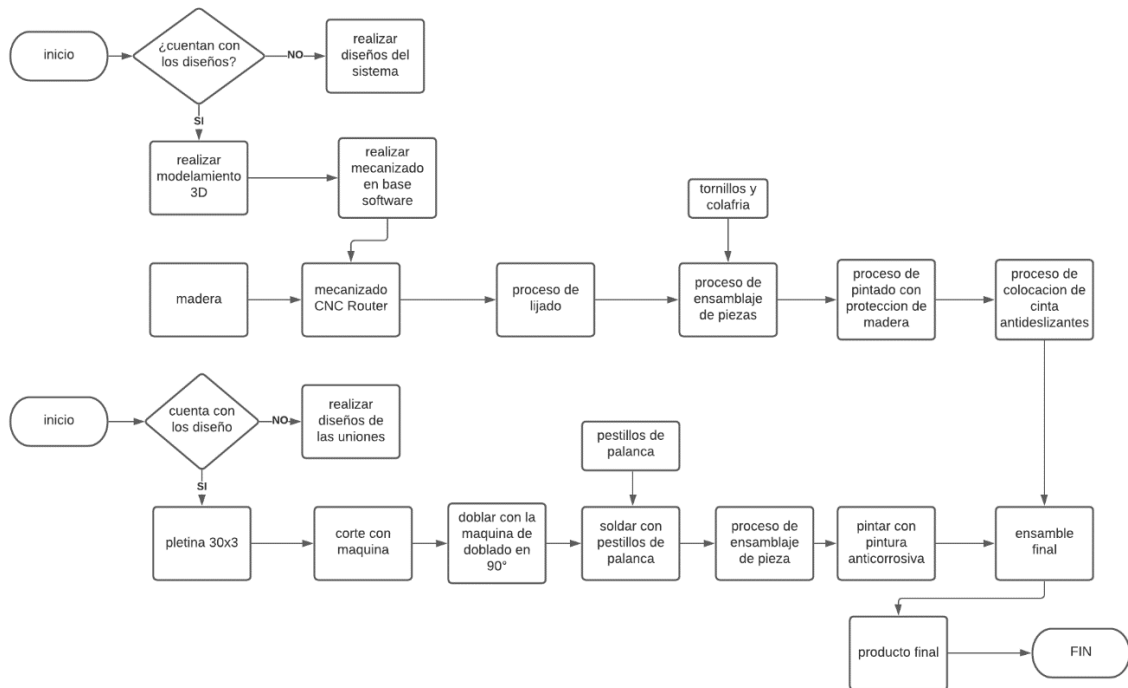 inicio
¿cuentan con
los diseños?
NO
realizar
diseños del
sistema
SI
realizar
modelamiento
3D
realizar
mecanizado
en base
software
tornillos y
colafria
madera
mecanizado
CNC Router
proceso de
lijado
proceso de
ensamblaje
de piezas
proceso de
pintado con
proteccion de
madera
proceso de
colocacion de
cinta
antideslizantes
inicio
cuenta con
los diseño
NO
realizar
diseños de
las uniones
SI
pestillos de
palanca
pletina 30x3
corte con
maquina
doblar con la
maquina de
doblado en
90°
soldar con
pestillos de
palanca
proceso de
ensamblaje
de pieza
pintar con
pintura
anticorrosiva
ensamble
final
producto final
FIN